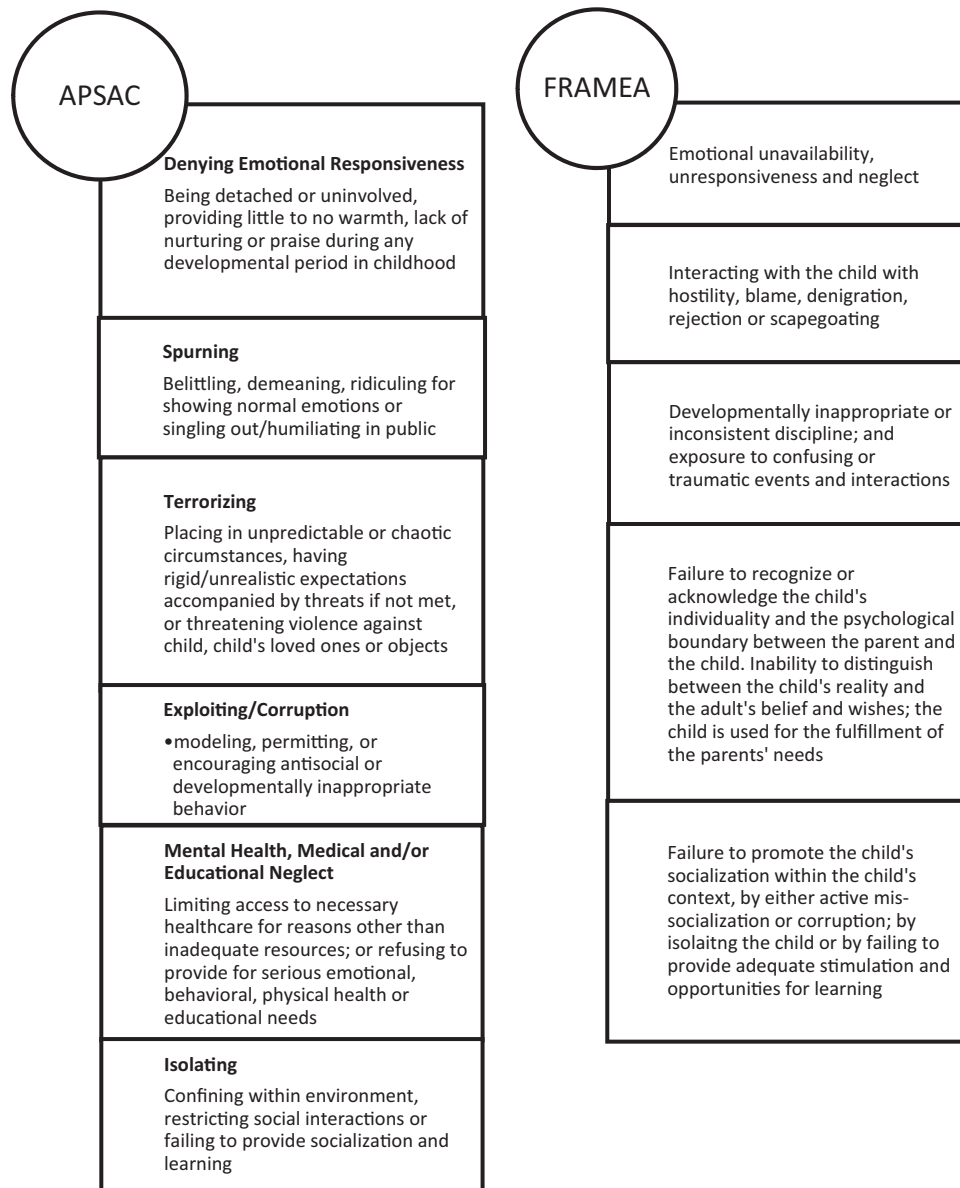 APSAC
Denying Emotional Responsiveness
Being detached or uninvolved,
providing little to no warmth, lack of
nurturing or praise during any
developmental period in childhood
Spurning
Belittling, demeaning, ridiculing for
showing normal emotions or
singling out/humiliating in public
Terrorizing
Placing in unpredictable or chaotic
circumstances, having
rigid/unrealistic expectations
accompanied by threats if not met,
or threatening violence against
child, child's loved ones or objects
Exploiting/Corruption
•modeling, permitting, or
encouraging antisocial or
developmentally inappropriate
behavior
Mental Health, Medical and/or
Educational Neglect
Limiting access to necessary
healthcare for reasons other than
inadequate resources; or refusing to
provide for serious emotional,
behavioral, physical health or
educational needs
Isolating
Confining within environment,
restricting social interactions or
failing to provide socialization and
learning
FRAMEA
Emotional unavailability,
unresponsiveness and neglect
Interacting with the child with
hostility, blame, denigration,
rejection or scapegoating
Developmentally inappropriate or
inconsistent discipline; and
exposure to confusing or
traumatic events and interactions
Failure to recognize or
acknowledge the child's
individuality and the psychological
boundary between the parent and
the child. Inability to distinguish
between the child's reality and
the adult's belief and wishes; the
child is used for the fulfillment of
the parents' needs
Failure to promote the child's
socialization within the child's
context, by either active mis-
socialization or corruption; by
isolaitng the child or by failing to
provide adequate stimulation and
opportunities for learning